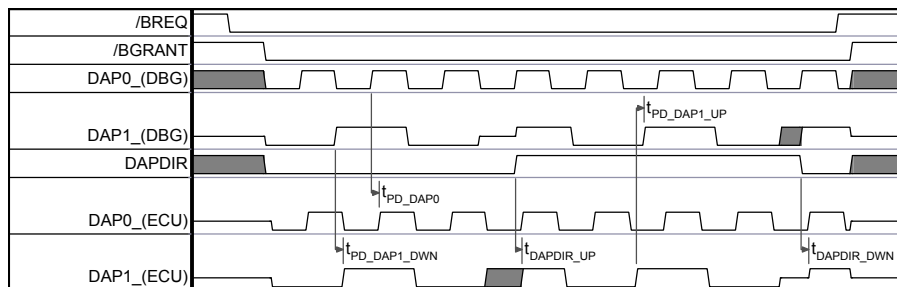 /BREQ
/BGRANT
DAP0_(DBG)
tPD_DAP1_UP
DAP1_(DBG)
DAPDIR
tPD_DAP0
DAP0_(ECU)
tPD_DAP1_DWN tDAPDIR_UP tDAPDIR_DWN
DAP1_(ECU)